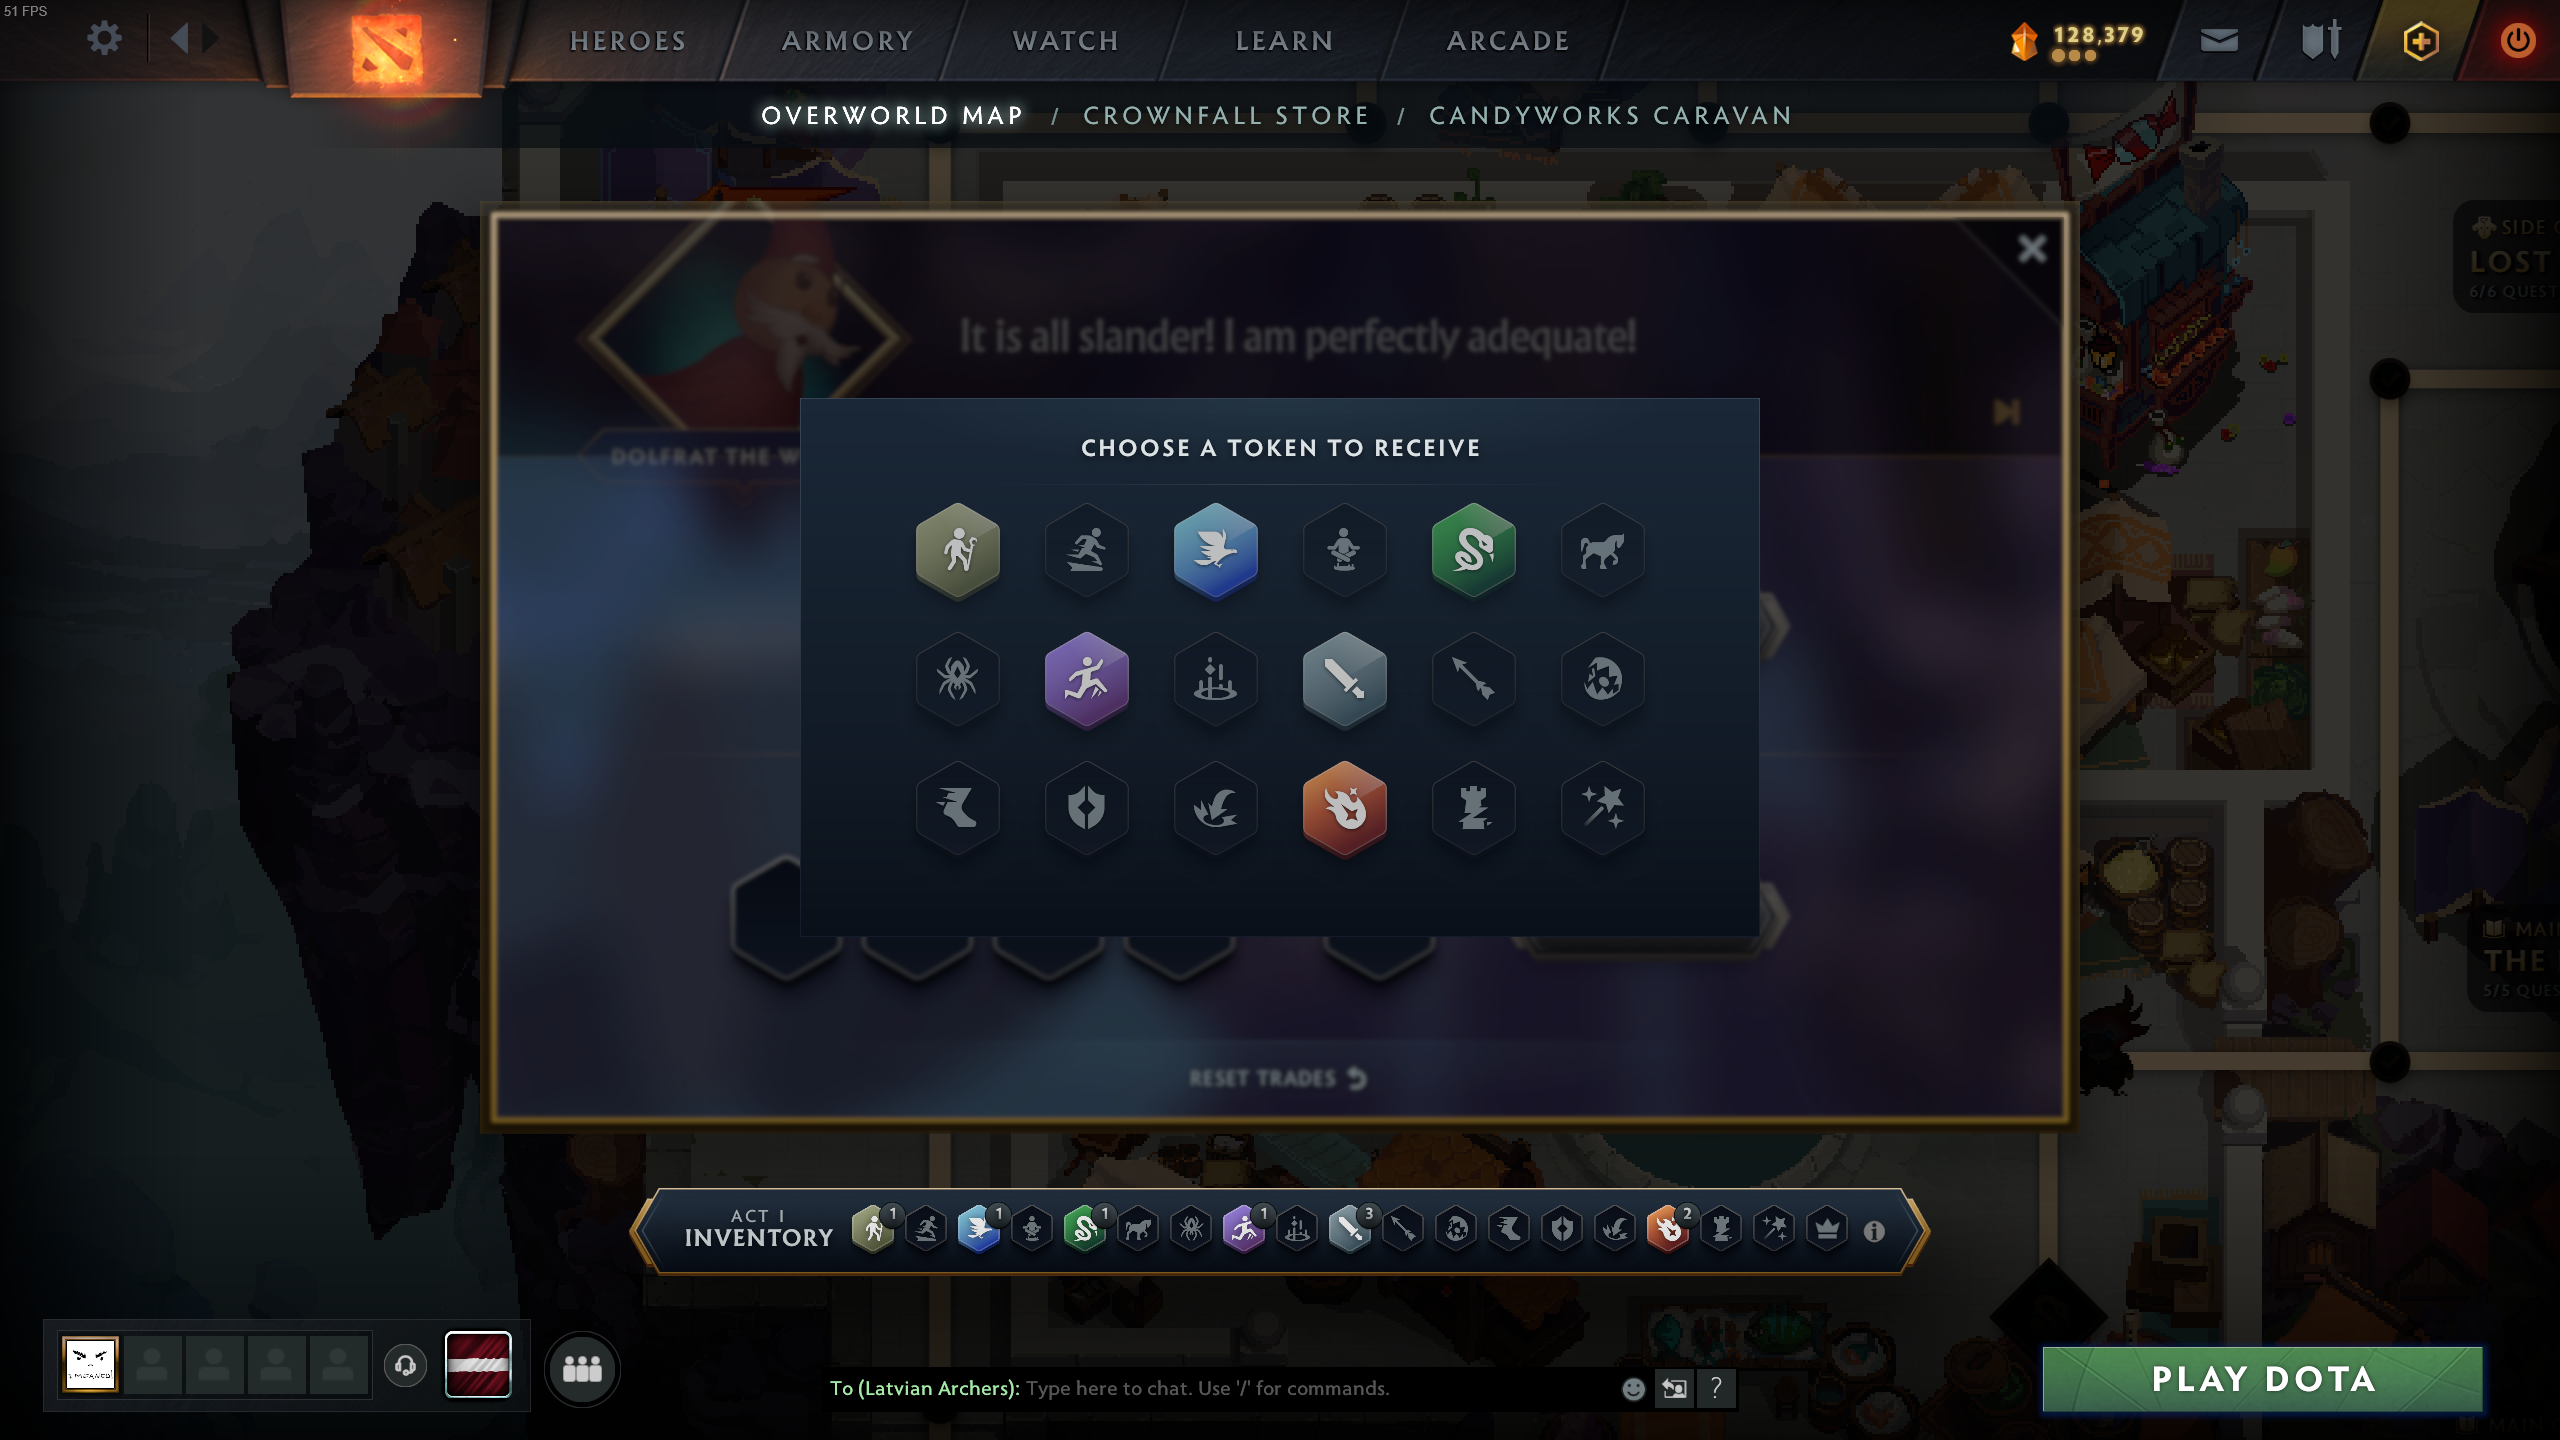 51 FPS
HEROES
ARMORY
WATCH
LEARN
ARCADE
128,379
OVERWORLD MAP / CROWNFALL STORE / CANDYWORKS CARAVAN
SIDE
LOST
6/6 QUEST
It is all slander! I am perfectly adequate!
DOLFRAT THE W
CHOOSE A TOKEN TO RECEIVE
MAIN
THE
5/5 QUES
RESET TRADES
ACT I
INVENTORY
1
1
1
1
3
2
To (Latvian Archers): Type here to chat. Use '/' for commands.
?
PLAY DOTA